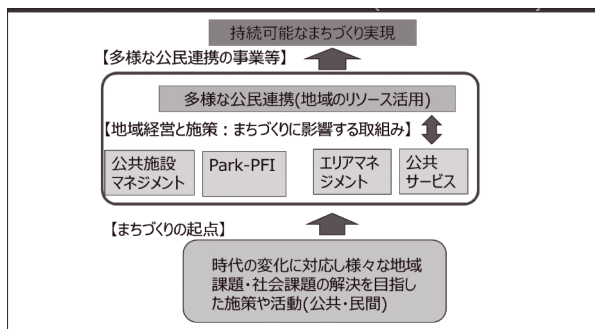 持続可能なまちづくり実現
【多様な公民連携の事業等】
多様な公民連携(地域のリソース活用)
【地域経営と施策：まちづくりに影響する取組み】
公共施設
マネジメント
Park-PFI
エリアマネ
ジメント
公共
サービス
【まちづくりの起点】
時代の変化に対応し様々な地域
課題・社会課題の解決を目指し
た施策や活動(公共・民間)